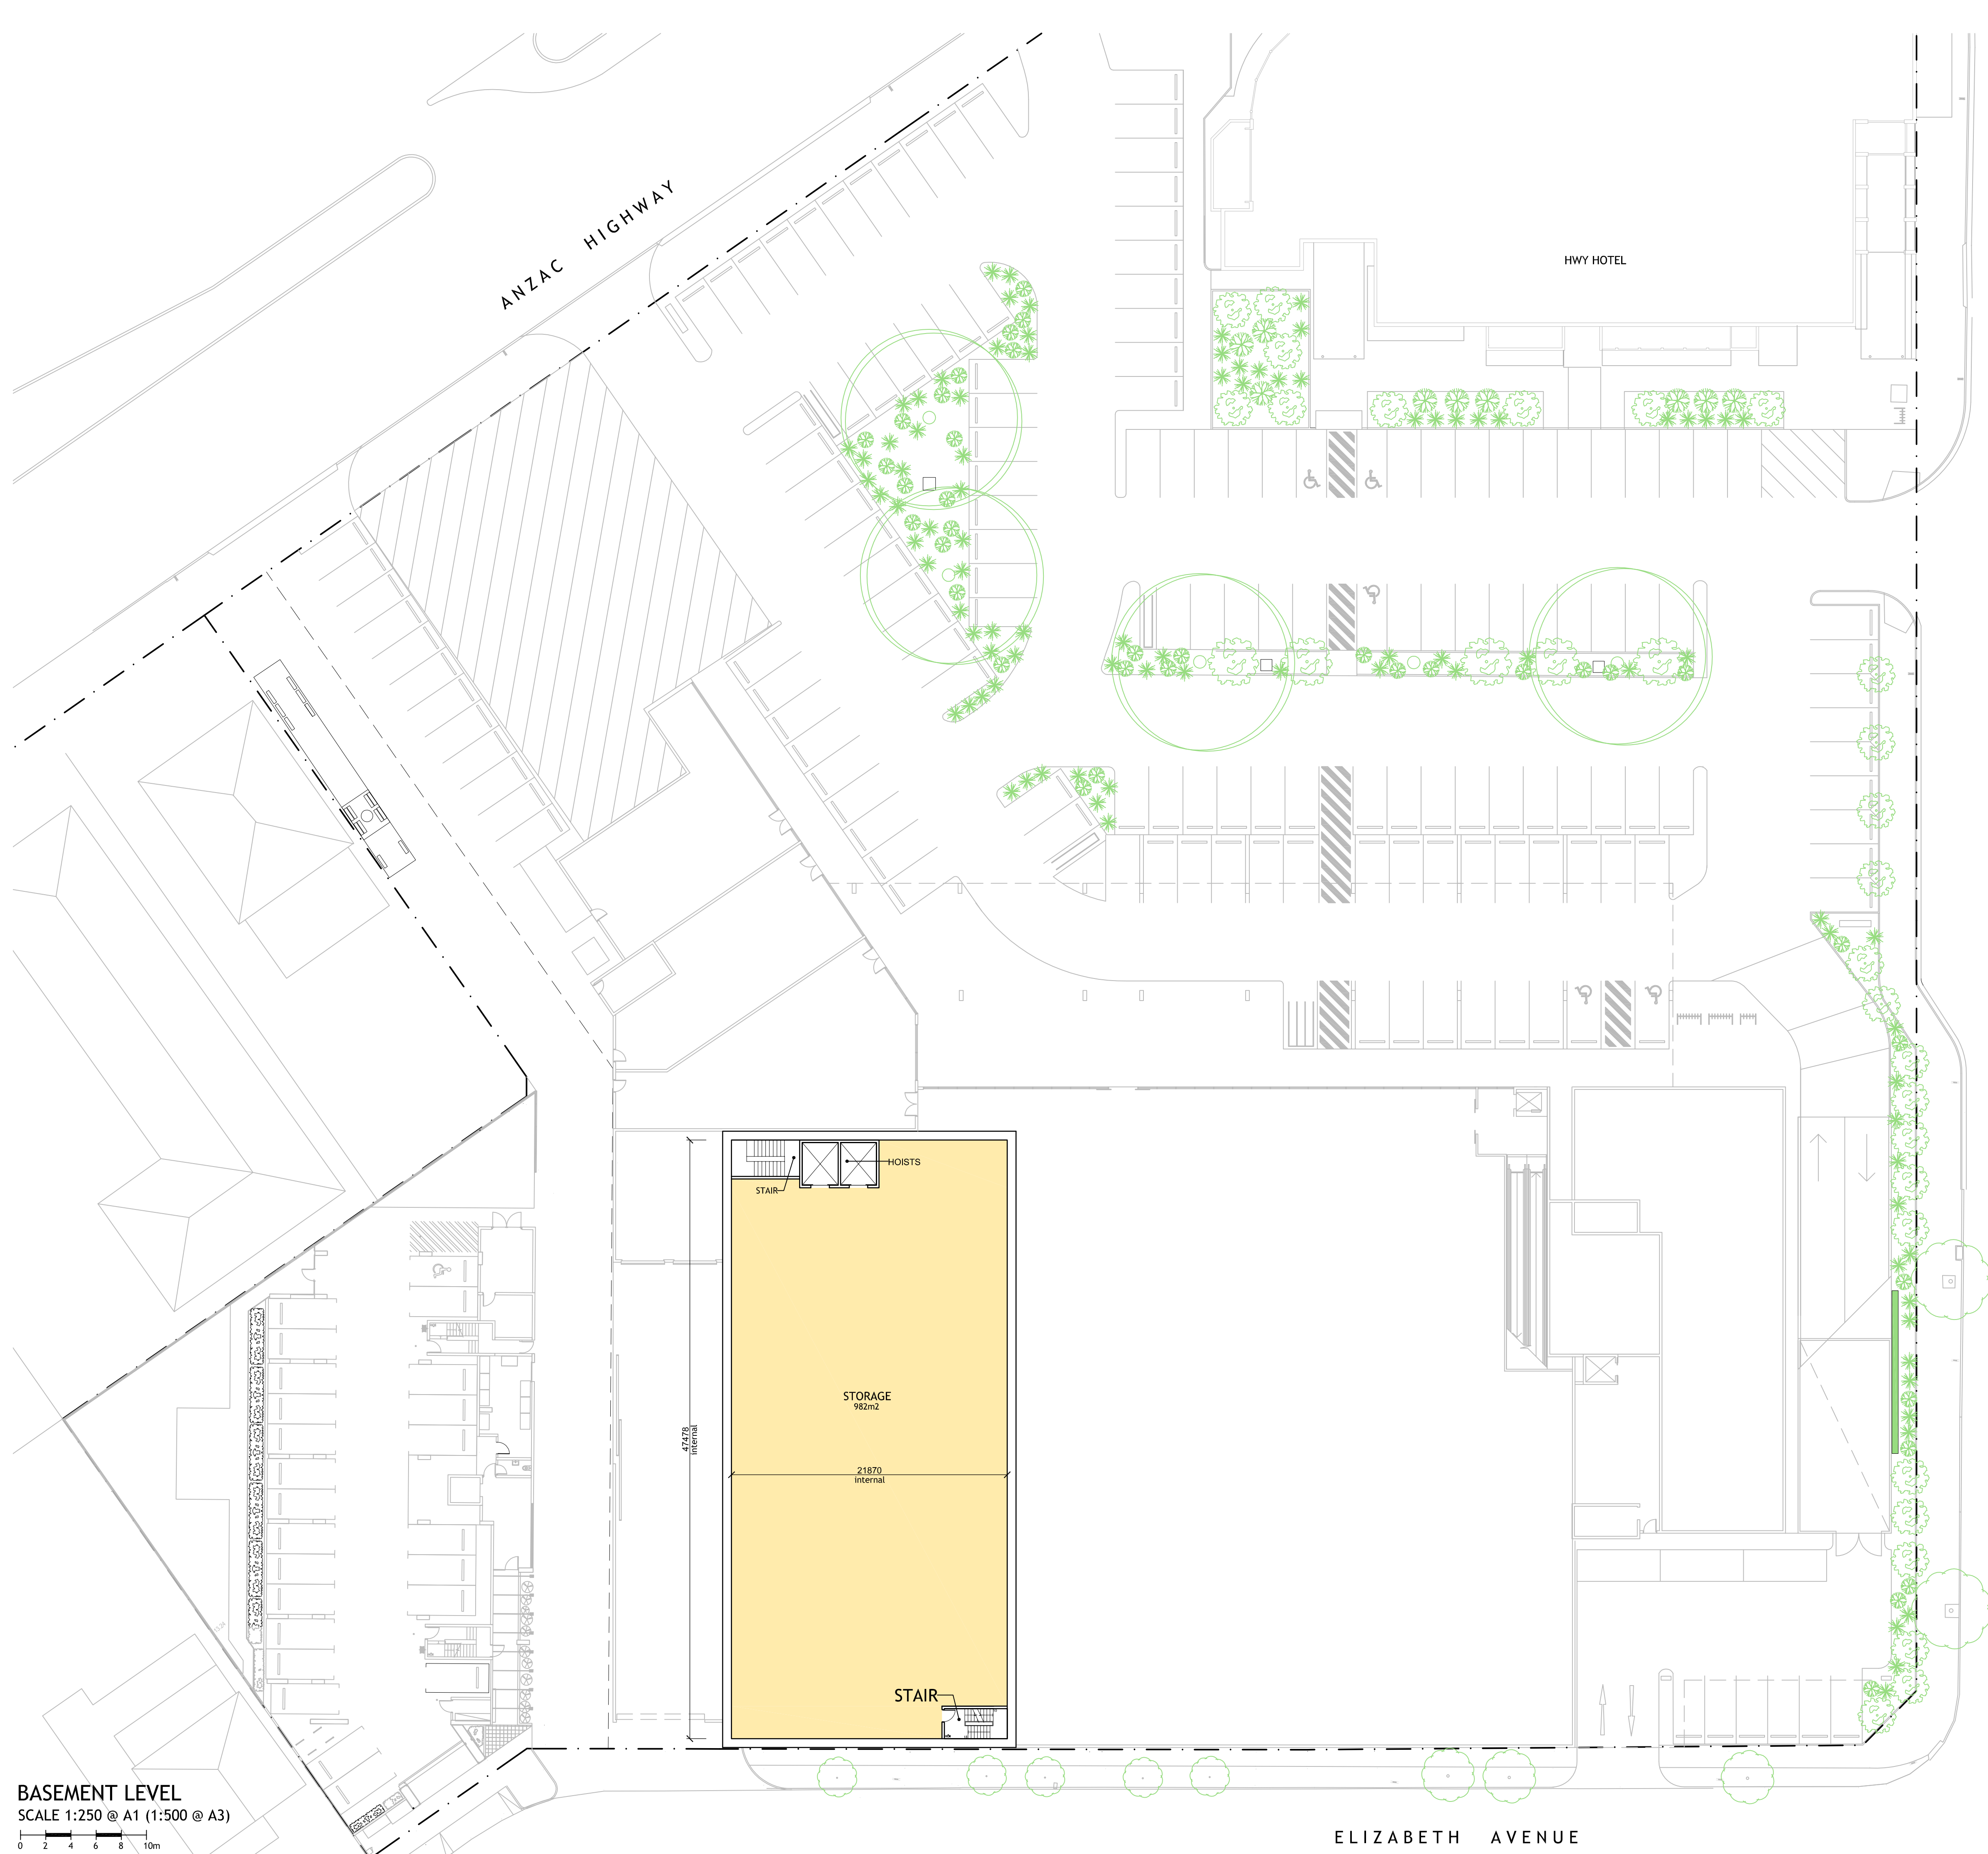 ANZAC HIGHWAY
HWY HOTEL
HOISTS
STAIR
STORAGE
982m2
47478
internal
21870
internal
STAIR
BASEMENT LEVEL
SCALE 1:250 @ A1 (1:500 @ A3)
0 2 4 6 8 10m
ELIZABETH AVENUE